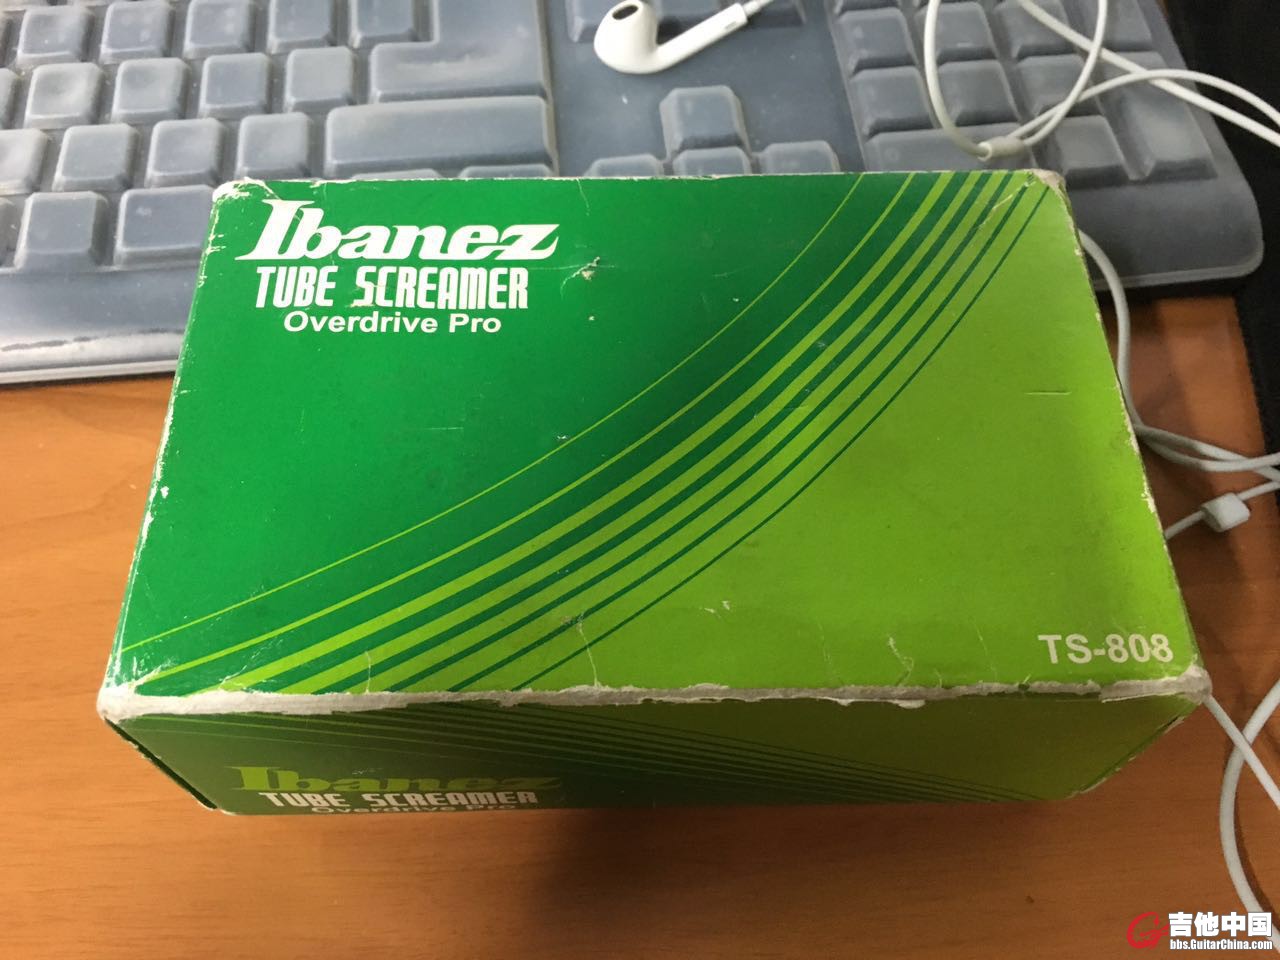 Ibanez
TUBE SCREAMER
Overdrive Pro
TS-808
Ibanez
TUBE SCREAMER
Overdrive Pro
吉他中国
bbs.GuitarChina.com